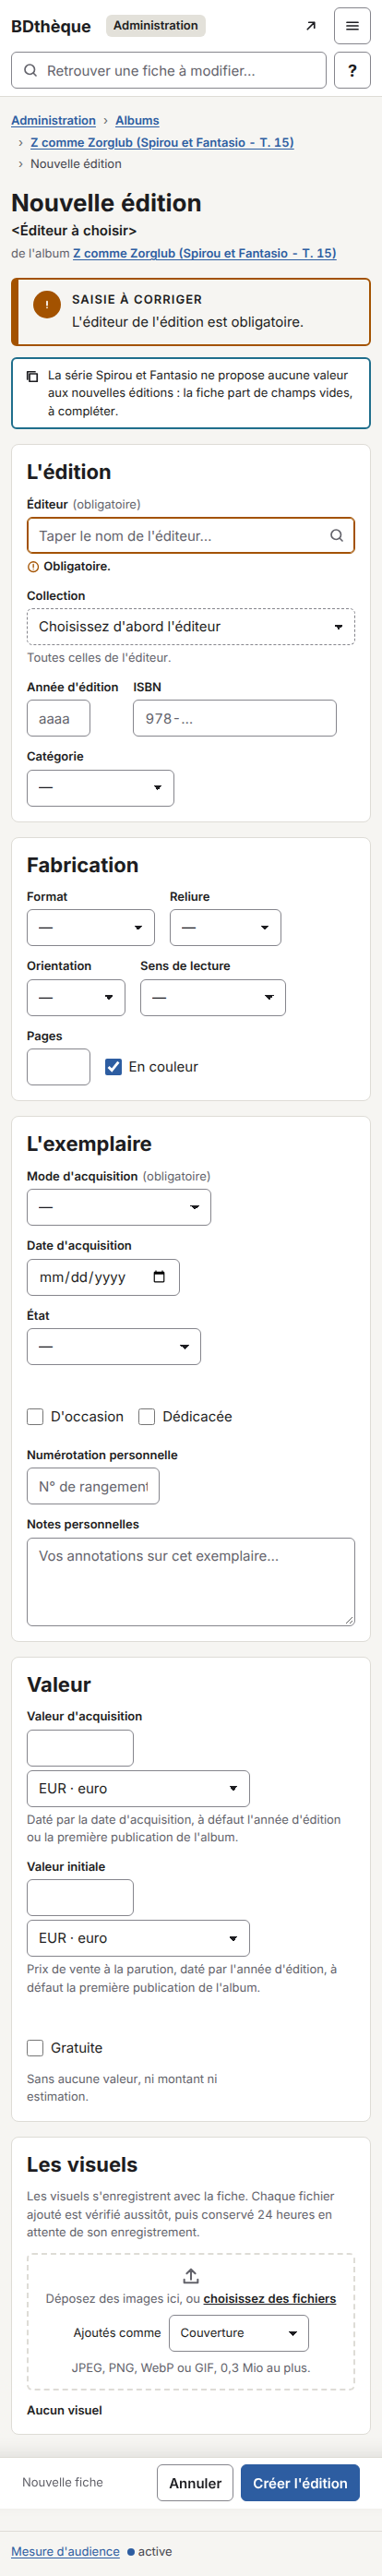 BDthèque Administration
Retrouver une fiche à modifier... ?
Administration › Albums
› Z comme Zorglub (Spirou et Fantasio - T. 15)
› Nouvelle édition
Nouvelle édition
<Éditeur à choisir>
de l'album Z comme Zorglub (Spirou et Fantasio - T. 15)
! SAISIE À CORRIGER
L'éditeur de l'édition est obligatoire.
La série Spirou et Fantasio ne propose aucune valeur
aux nouvelles éditions : la fiche part de champs vides,
à compléter.
L'édition
Éditeur (obligatoire)
Taper le nom de l'éditeur...
Obligatoire.
Collection
Choisissez d'abord l'éditeur
Toutes celles de l'éditeur.
Année d'édition ISBN
aaaa 978-...
Catégorie
—
Fabrication
Format Reliure
— —
Orientation Sens de lecture
— —
Pages
En couleur
L'exemplaire
Mode d'acquisition (obligatoire)
—
Date d'acquisition
mm/dd/yyyy
État
—
D'occasion Dédicacée
Numérotation personnelle
N° de rangement
Notes personnelles
Vos annotations sur cet exemplaire...
Valeur
Valeur d'acquisition
EUR · euro
Daté par la date d'acquisition, à défaut l'année d'édition
ou la première publication de l'album.
Valeur initiale
EUR · euro
Prix de vente à la parution, daté par l'année d'édition, à
défaut la première publication de l'album.
Gratuite
Sans aucune valeur, ni montant ni
estimation.
Les visuels
Les visuels s'enregistrent avec la fiche. Chaque fichier
ajouté est vérifié aussitôt, puis conservé 24 heures en
attente de son enregistrement.
Déposez des images ici, ou choisissez des fichiers
Ajoutés comme Couverture
JPEG, PNG, WebP ou GIF, 0,3 Mio au plus.
Aucun visuel
Nouvelle fiche Annuler Créer l'édition
Mesure d'audience active